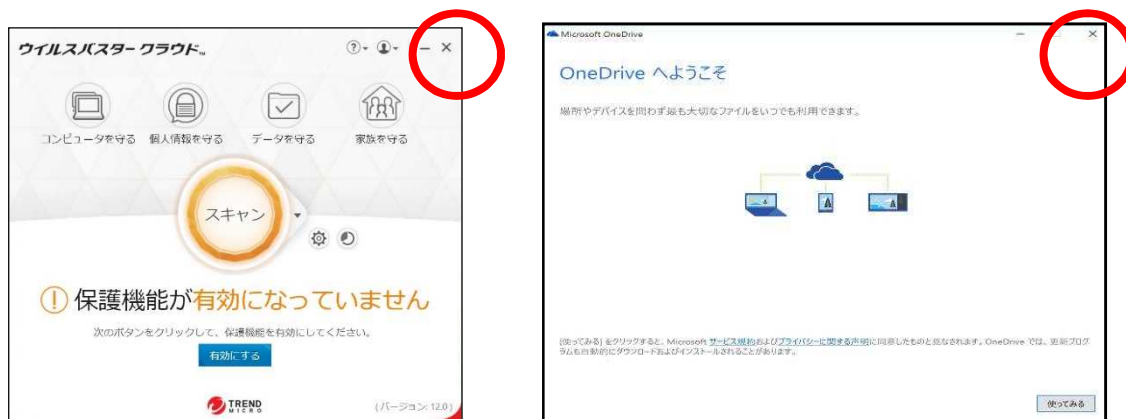 ウイルスバスター クラウド™
コンピュータを守る 個人情報を守る データを守る 家族を守る
スキャン
保護機能が有効になっていません
次のボタンをクリックして、保護機能を有効にしてください。
有効にする
TREND
MICRO
(バージョン: 12.0)
Microsoft OneDrive
OneDrive へようこそ
場所やデバイスを問わず最も大切なファイルをいつでも利用できます。
[使ってみる] をクリックすると、Microsoft サービス規約およびプライバシーに関する声明に同意したものと見なされます。OneDrive では、更新プログ
ラムも自動的にダウンロードおよびインストールされることがあります。
使ってみる